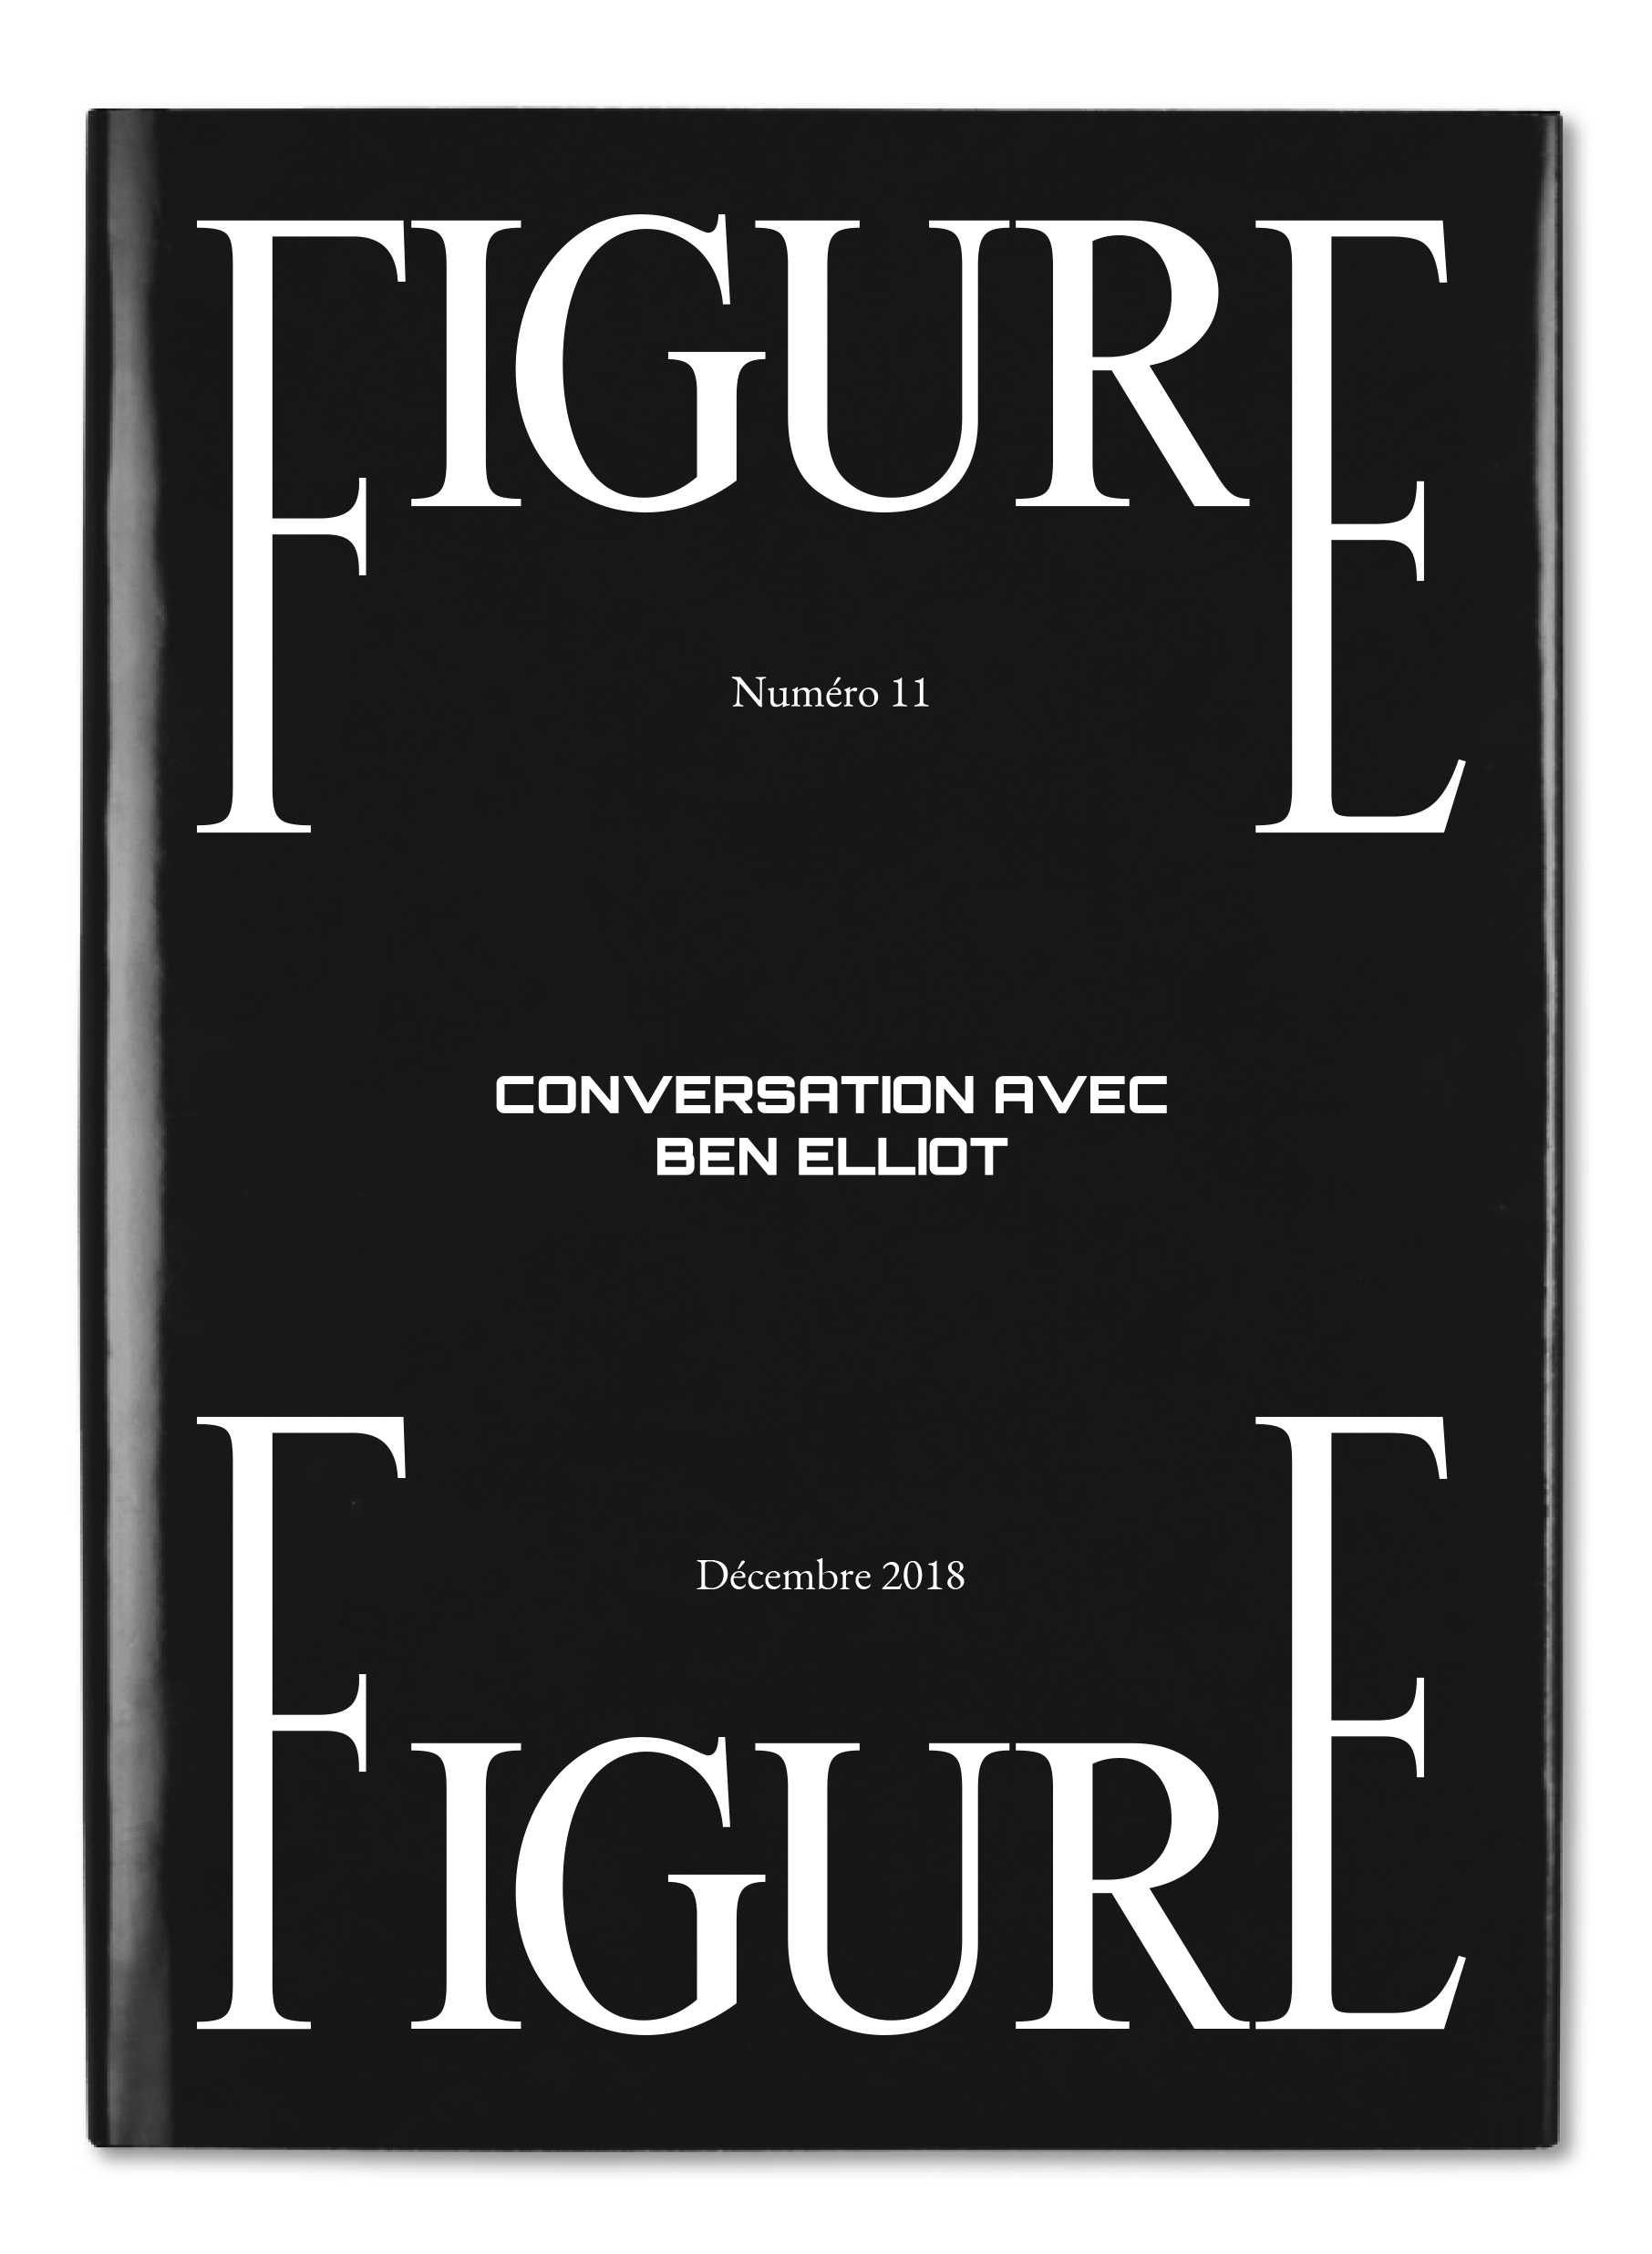 FIGURE
Numéro 11
CONVERSATION AVEC
BEN ELLIOT
Décembre 2018
FIGURE